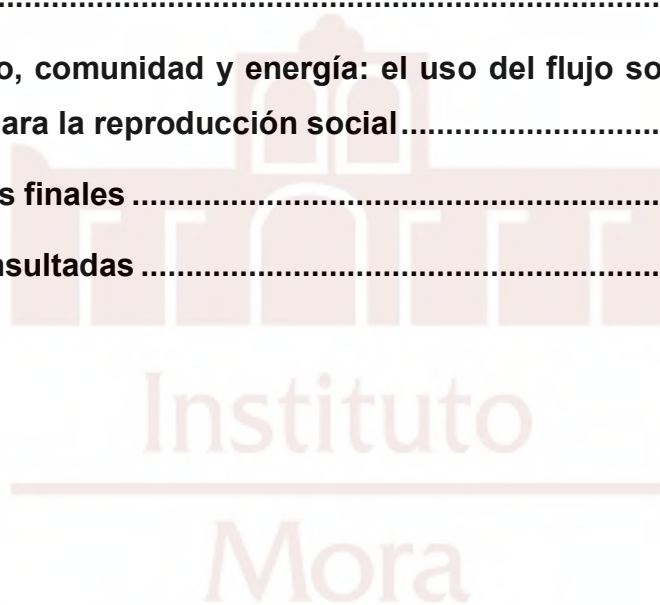 o, comunidad y energía: el uso del flujo so
ara la reproducción social..............................
s finales ..............................................................
nsultadas .............................................................
Instituto
Mora